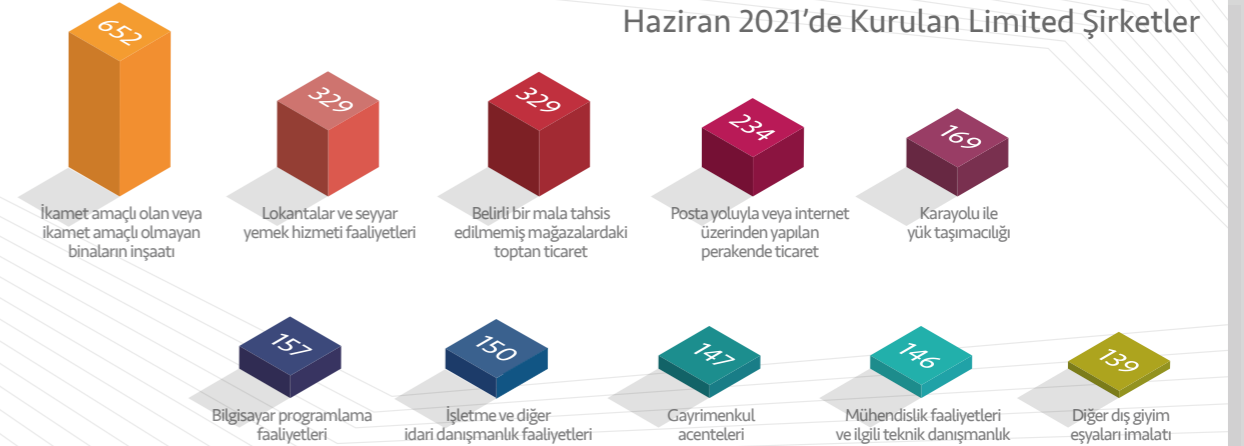 Haziran 2021'de Kurulan Limited Şirketler
652
İkamet amaçlı olan veya
ikamet amaçlı olmayan
binaların inşaatı
329
Lokantalar ve seyyar
yemek hizmeti faaliyetleri
329
Belirli bir mala tahsis
edilmemiş mağazalardaki
toptan ticaret
234
Posta yoluyla veya internet
üzerinden yapılan
perakende ticaret
169
Karayolu ile
yük taşımacılığı
157
Bilgisayar programlama
faaliyetleri
150
İşletme ve diğer
idari danışmanlık faaliyetleri
147
Gayrimenkul
acenteleri
146
Mühendislik faaliyetleri
ve ilgili teknik danışmanlık
139
Diğer dış giyim
eşyaları imalatı